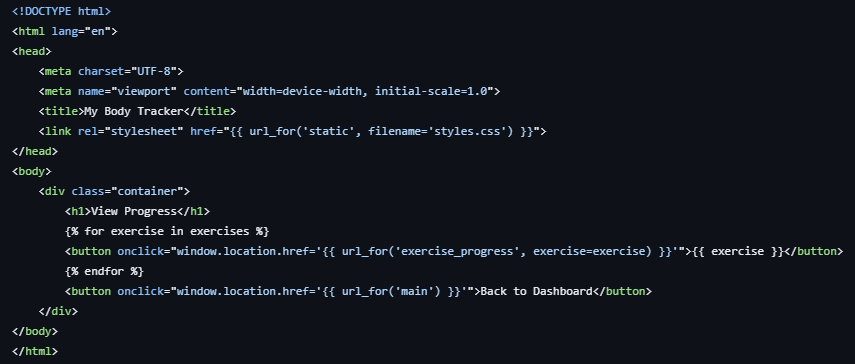 <!DOCTYPE html>
<html lang="en">
<head>
    <meta charset="UTF-8">
    <meta name="viewport" content="width=device-width, initial-scale=1.0">
    <title>My Body Tracker</title>
    <link rel="stylesheet" href="{{ url_for('static', filename='styles.css') }}">
</head>
<body>
    <div class="container">
        <h1>View Progress</h1>
        {% for exercise in exercises %}
        <button onclick="window.location.href='{{ url_for('exercise_progress', exercise=exercise) }}'">{{ exercise }}</button>
        {% endfor %}
        <button onclick="window.location.href='{{ url_for('main') }}'">Back to Dashboard</button>
    </div>
</body>
</html>